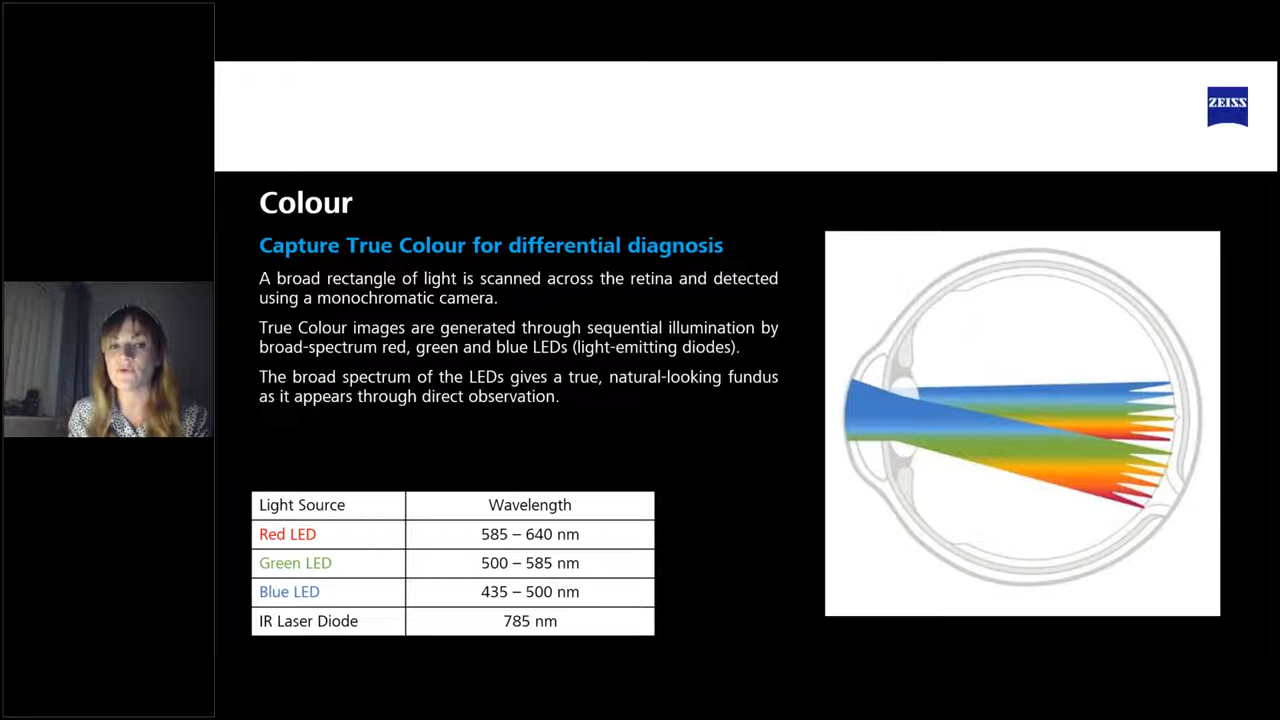 ZEISS
Colour
Capture True Colour for differential diagnosis
A broad rectangle of light is scanned across the retina and detected
using a monochromatic camera.
True Colour images are generated through sequential illumination by
broad-spectrum red, green and blue LEDs (light-emitting diodes).
The broad spectrum of the LEDs gives a true, natural-looking fundus
as it appears through direct observation.
Light Source Wavelength
Red LED 585 – 640 nm
Green LED 500 – 585 nm
Blue LED 435 – 500 nm
IR Laser Diode 785 nm